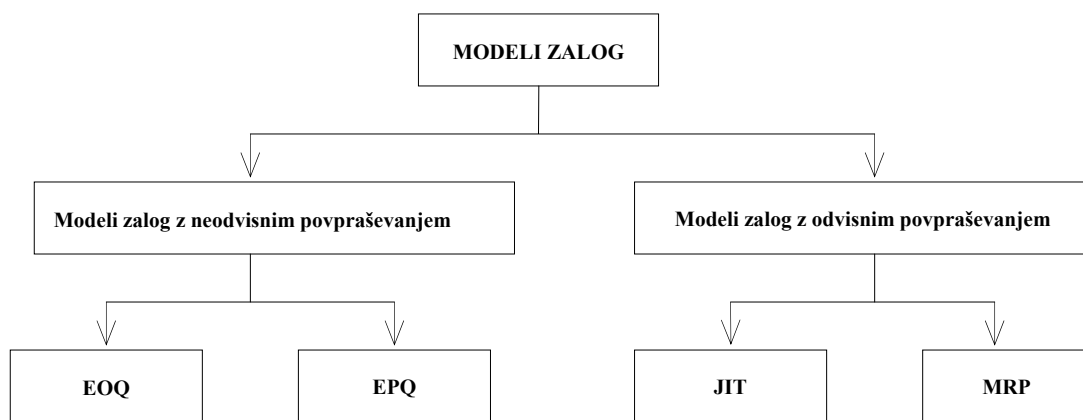 MODELI ZALOG
Modeli zalog z neodvisnim povpraševanjem
Modeli zalog z odvisnim povpraševanjem
EOQ
EPQ
JIT
MRP